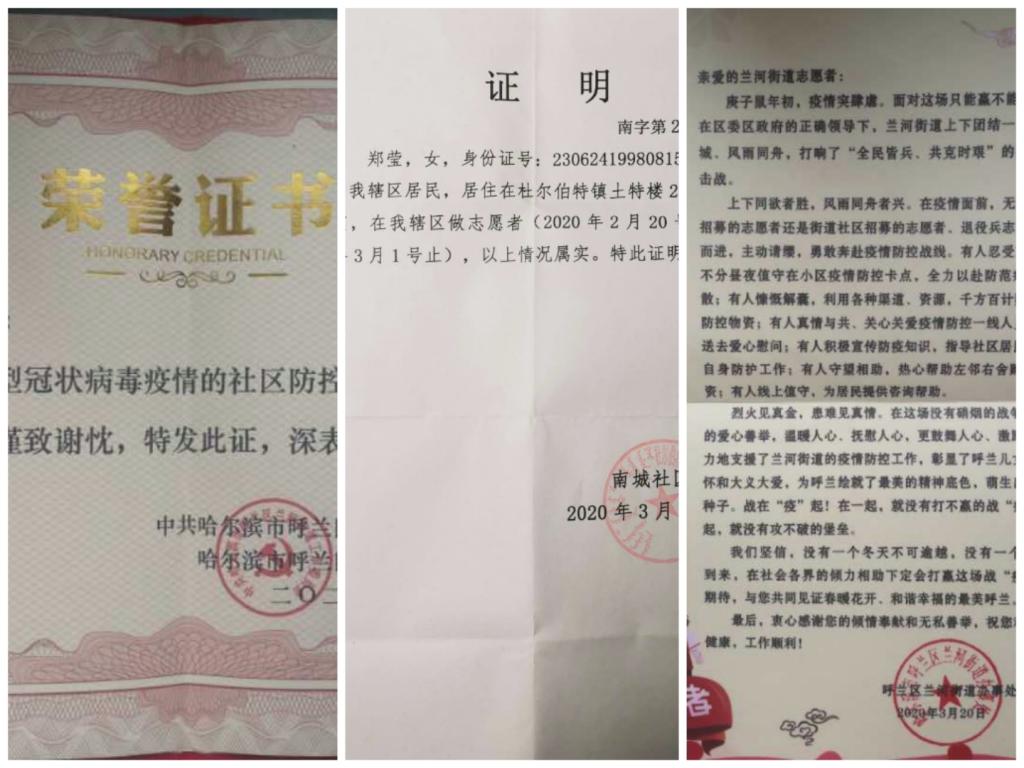 荣誉证书
HONORARY CREDENTIAL
型冠状病毒疫情的社区防控
谨致谢忱，特发此证，深表
中共哈尔滨市呼兰
哈尔滨市呼兰
二〇二
证 明
南字第2
郑莹，女，身份证号：23062419980815
我辖区居民，居住在杜尔伯特镇土特楼2
，在我辖区做志愿者（2020年2月20
3月1号止），以上情况属实。特此证明
南城社区
2020年3月
亲爱的兰河街道志愿者：
庚子鼠年初，疫情突肆虐。面对这场只能赢不能
在区委区政府的正确领导下，兰河街道上下团结一
城、风雨同舟，打响了“全民皆兵、共克时艰”的
击战。
上下同欲者胜，风雨同舟者兴。在疫情面前，无
招募的志愿者还是街道社区招募的志愿者、退役兵志
而进，主动请缨，勇敢奔赴疫情防控战线。有人忍受
不分昼夜值守在小区疫情防控卡点，全力以赴防范
散；有人慷慨解囊，利用各种渠道、资源，千方百计
防控物资；有人真情与共、关心关爱疫情防控一线人
送去爱心慰问；有人积极宣传防疫知识，指导社区居
自身防护工作；有人守望相助，热心帮助左邻右舍
资；有人线上值守，为居民提供咨询帮助。
烈火见真金，患难见真情。在这场没有硝烟的战
的爱心善举，温暖人心、抚慰人心，更鼓舞人心、激
力地支援了兰河街道的疫情防控工作，彰显了呼兰儿
怀和大义大爱，为呼兰绘就了最美的精神底色，萌生
种子。战在“疫”起！在一起，就没有打不赢的战“
起，就没有攻不破的堡垒。
我们坚信，没有一个冬天不可逾越，没有一个
到来，在社会各界的倾力相助下定会打赢这场战“
期待，与您共同见证春暖花开、和谐幸福的最美呼兰。
最后，衷心感谢您的倾情奉献和无私善举，祝您
健康，工作顺利！
呼兰区兰河街道办事处
2020年3月20日
者